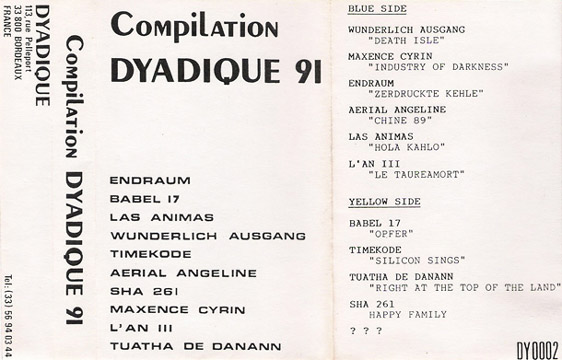 DYADIQUE
113, rue Pelleport
33 800 BORDEAUX
FRANCE
Tel: (33) 56 94 03 44
Compilation DYADIQUE 91
Compilation
DYADIQUE 91
ENDRAUM
BABEL 17
LAS ANIMAS
WUNDERLICH AUSGANG
TIMEKODE
AERIAL ANGELINE
SHA 261
MAXENCE CYRIN
L'AN III
TUATHA DE DANANN
BLUE SIDE
WUNDERLICH AUSGANG
"DEATH ISLE"
MAXENCE CYRIN
"INDUSTRY OF DARKNESS"
ENDRAUM
"ZERDRUCKTE KEHLE"
AERIAL ANGELINE
"CHINE 89"
LAS ANIMAS
"HOLA KAHLO"
L'AN III
"LE TAUREAMORT"
YELLOW SIDE
BABEL 17
"OPFER"
TIMEKODE
"SILICON SINGS"
TUATHA DE DANANN
"RIGHT AT THE TOP OF THE LAND"
SHA 261
HAPPY FAMILY
? ? ?
DY0002